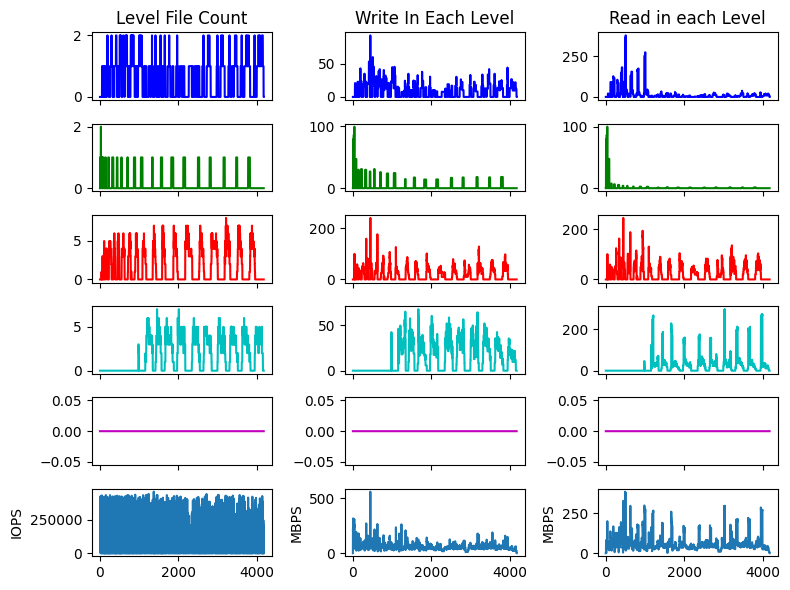 Level File Count Write In Each Level Read in each Level
2 50 250
0 0 0
2 100 100
0 0 0
5 200 200
0 0 0
5 50 200
0 0 0
0.05 0.05 0.05
0.00 0.00 0.00
−0.05 −0.05 −0.05
IOPS 250000 MBPS 500 MBPS 250
0 0 0
0 2000 4000 0 2000 4000 0 2000 4000